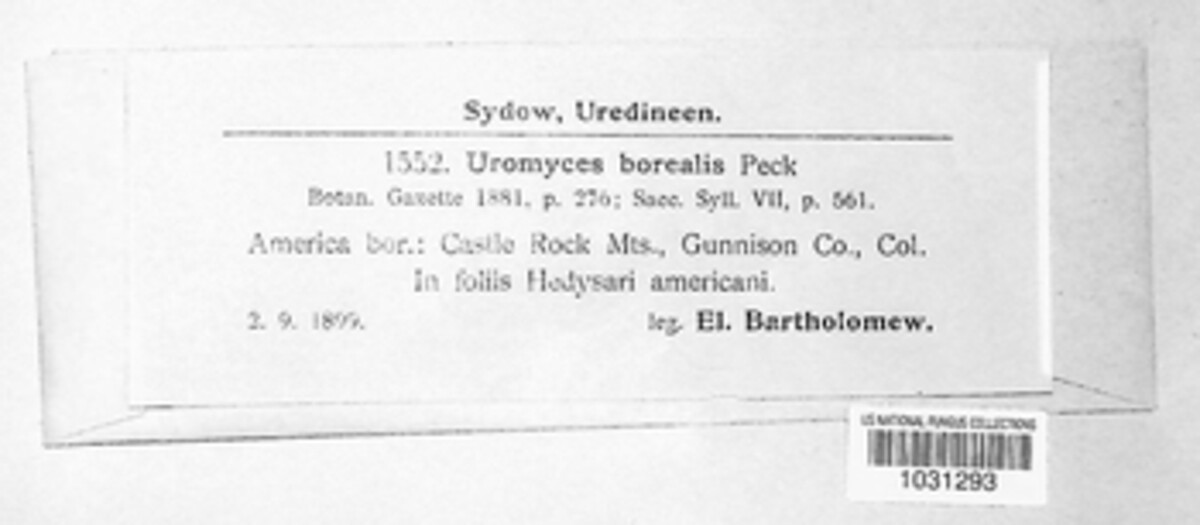 Sydow, Uredineen.
1552. Uromyces borealis Peck
Botan. Gazette 1881, p. 276; Sacc. Syll. VII, p. 561.
America bor.: Castle Rock Mts., Gunnison Co., Col.
In foliis Hedysari americani.
2. 9. 1899. leg. El. Bartholomew.
US NATIONAL FUNGUS COLLECTIONS
1031293